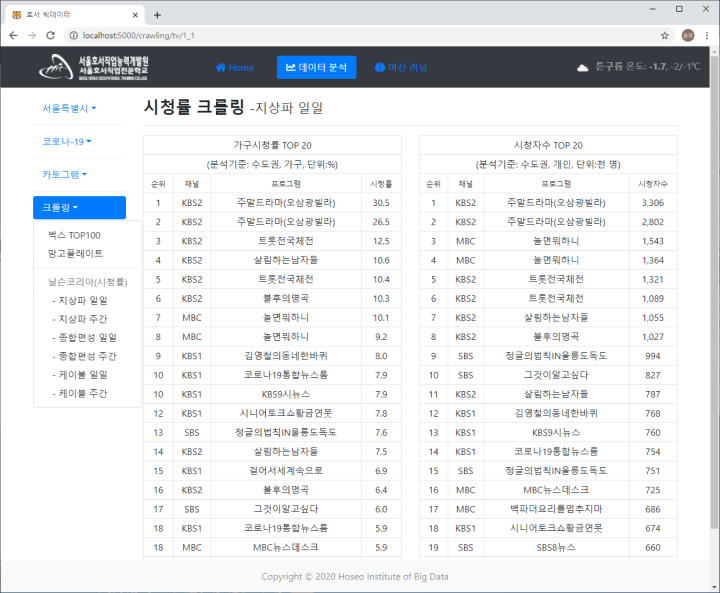 호서 빅데이터
localhost:5000/crawling/tv/1_1
서울호서직업능력개발원
서울호서직업전문학교
Home
데이터 분석
머신 러닝
튼구름 온도: -1.7, -2/-1℃
서울특별시
코로나-19
카토그램
크롤링
벅스 TOP100
망고플레이트
닐슨코리아(시청률)
- 지상파 일일
- 지상파 주간
- 종합편성 일일
- 종합편성 주간
- 케이블 일일
- 케이블 주간
시청률 크롤링 -지상파 일일
가구시청률 TOP 20
(분석기준: 수도권, 가구, 단위:%)
순위 채널 프로그램 시청률
1 KBS2 주말드라마(오삼광빌라) 30.5
2 KBS2 주말드라마(오삼광빌라) 26.5
3 KBS2 트롯전국체전 12.5
4 KBS2 살림하는남자들 10.6
5 KBS2 트롯전국체전 10.4
6 KBS2 불후의명곡 10.3
7 MBC 놀면뭐하니 10.1
8 MBC 놀면뭐하니 9.2
9 KBS1 김영철의동네한바퀴 8.0
10 KBS1 코로나19통합뉴스룸 7.9
10 KBS1 KBS9시뉴스 7.9
12 KBS1 시니어토크쇼황금연못 7.8
13 SBS 정글의법칙IN울릉도독도 7.6
14 KBS2 살림하는남자들 7.5
15 KBS1 걸어서세계속으로 6.9
16 KBS2 불후의명곡 6.4
17 SBS 그것이알고싶다 6.0
18 KBS1 코로나19통합뉴스룸 5.9
18 MBC MBC뉴스데스크 5.9
시청자수 TOP 20
(분석기준: 수도권, 개인, 단위:천 명)
순위 채널 프로그램 시청자수
1 KBS2 주말드라마(오삼광빌라) 3,306
2 KBS2 주말드라마(오삼광빌라) 2,802
3 MBC 놀면뭐하니 1,543
4 MBC 놀면뭐하니 1,364
5 KBS2 트롯전국체전 1,321
6 KBS2 트롯전국체전 1,089
7 KBS2 살림하는남자들 1,055
8 KBS2 불후의명곡 1,027
9 SBS 정글의법칙IN울릉도독도 994
10 SBS 그것이알고싶다 827
11 KBS2 살림하는남자들 787
12 KBS1 김영철의동네한바퀴 768
13 KBS1 KBS9시뉴스 760
14 KBS1 코로나19통합뉴스룸 754
15 SBS 정글의법칙IN울릉도독도 751
16 MBC MBC뉴스데스크 725
17 MBC 백파더요리를멈추지마 686
18 KBS1 시니어토크쇼황금연못 674
19 SBS SBS8뉴스 660
Copyright © 2020 Hoseo Institute of Big Data